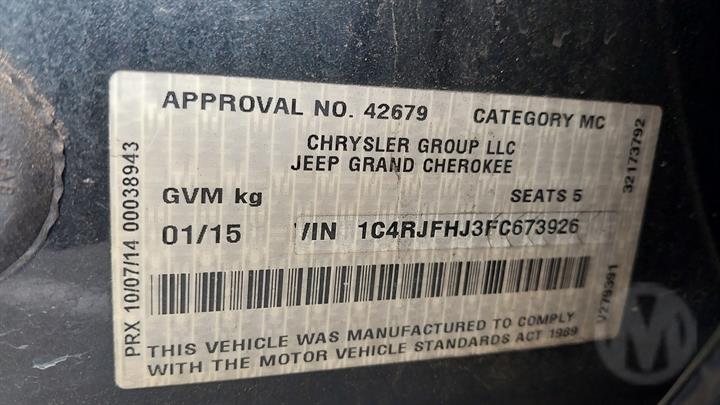 APPROVAL NO. 42679 CATEGORY MC
CHRYSLER GROUP LLC
JEEP GRAND CHEROKEE
GVM kg SEATS 5
01/15 /IN 1C4RJFHJ3FC673926
THIS VEHICLE WAS MANUFACTURED TO COMPLY
WITH THE MOTOR VEHICLE STANDARDS ACT 1989
PRX 10/07/14 00038943
32173792
M
M